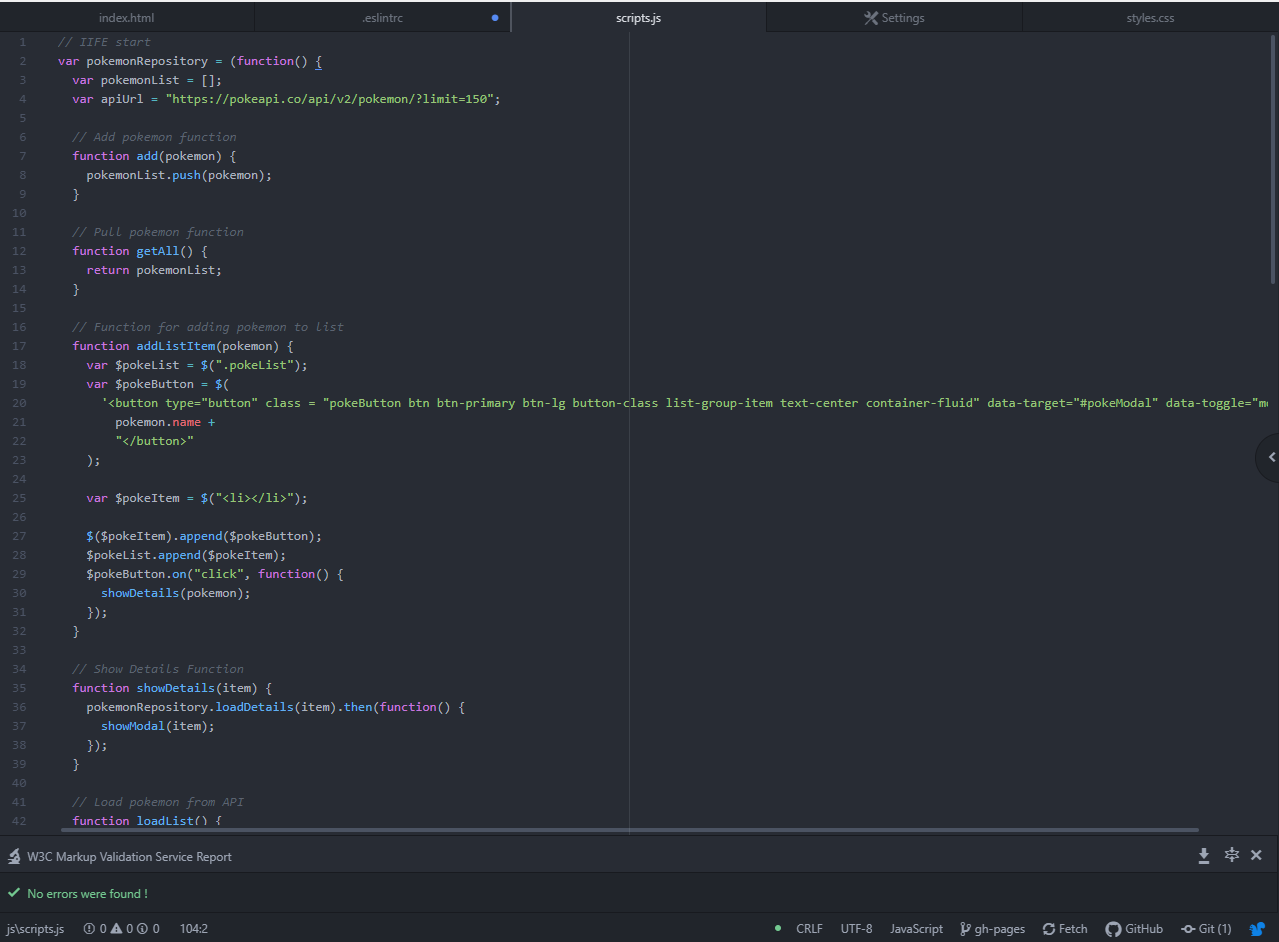 index.html .eslintrc scripts.js Settings styles.css
1 // IIFE start
2 var pokemonRepository = (function() {
3 var pokemonList = [];
4 var apiUrl = "https://pokeapi.co/api/v2/pokemon/?limit=150";
5
6 // Add pokemon function
7 function add(pokemon) {
8 pokemonList.push(pokemon);
9 }
10
11 // Pull pokemon function
12 function getAll() {
13 return pokemonList;
14 }
15
16 // Function for adding pokemon to list
17 function addListItem(pokemon) {
18 var $pokeList = $(".pokeList");
19 var $pokeButton = $(
20 '<button type="button" class = "pokeButton btn btn-primary btn-lg button-class list-group-item text-center container-fluid" data-target="#pokeModal" data-toggle="
21 pokemon.name +
22 "</button>"
23 );
24
25 var $pokeItem = $("<li></li>");
26
27 $($pokeItem).append($pokeButton);
28 $pokeList.append($pokeItem);
29 $pokeButton.on("click", function() {
30 showDetails(pokemon);
31 });
32 }
33
34 // Show Details Function
35 function showDetails(item) {
36 pokemonRepository.loadDetails(item).then(function() {
37 showModal(item);
38 });
39 }
40
41 // Load pokemon from API
42 function loadList() {
W3C Markup Validation Service Report
No errors were found !
js\scripts.js 0 0 0 104:2 CRLF UTF-8 JavaScript gh-pages Fetch GitHub Git (1)